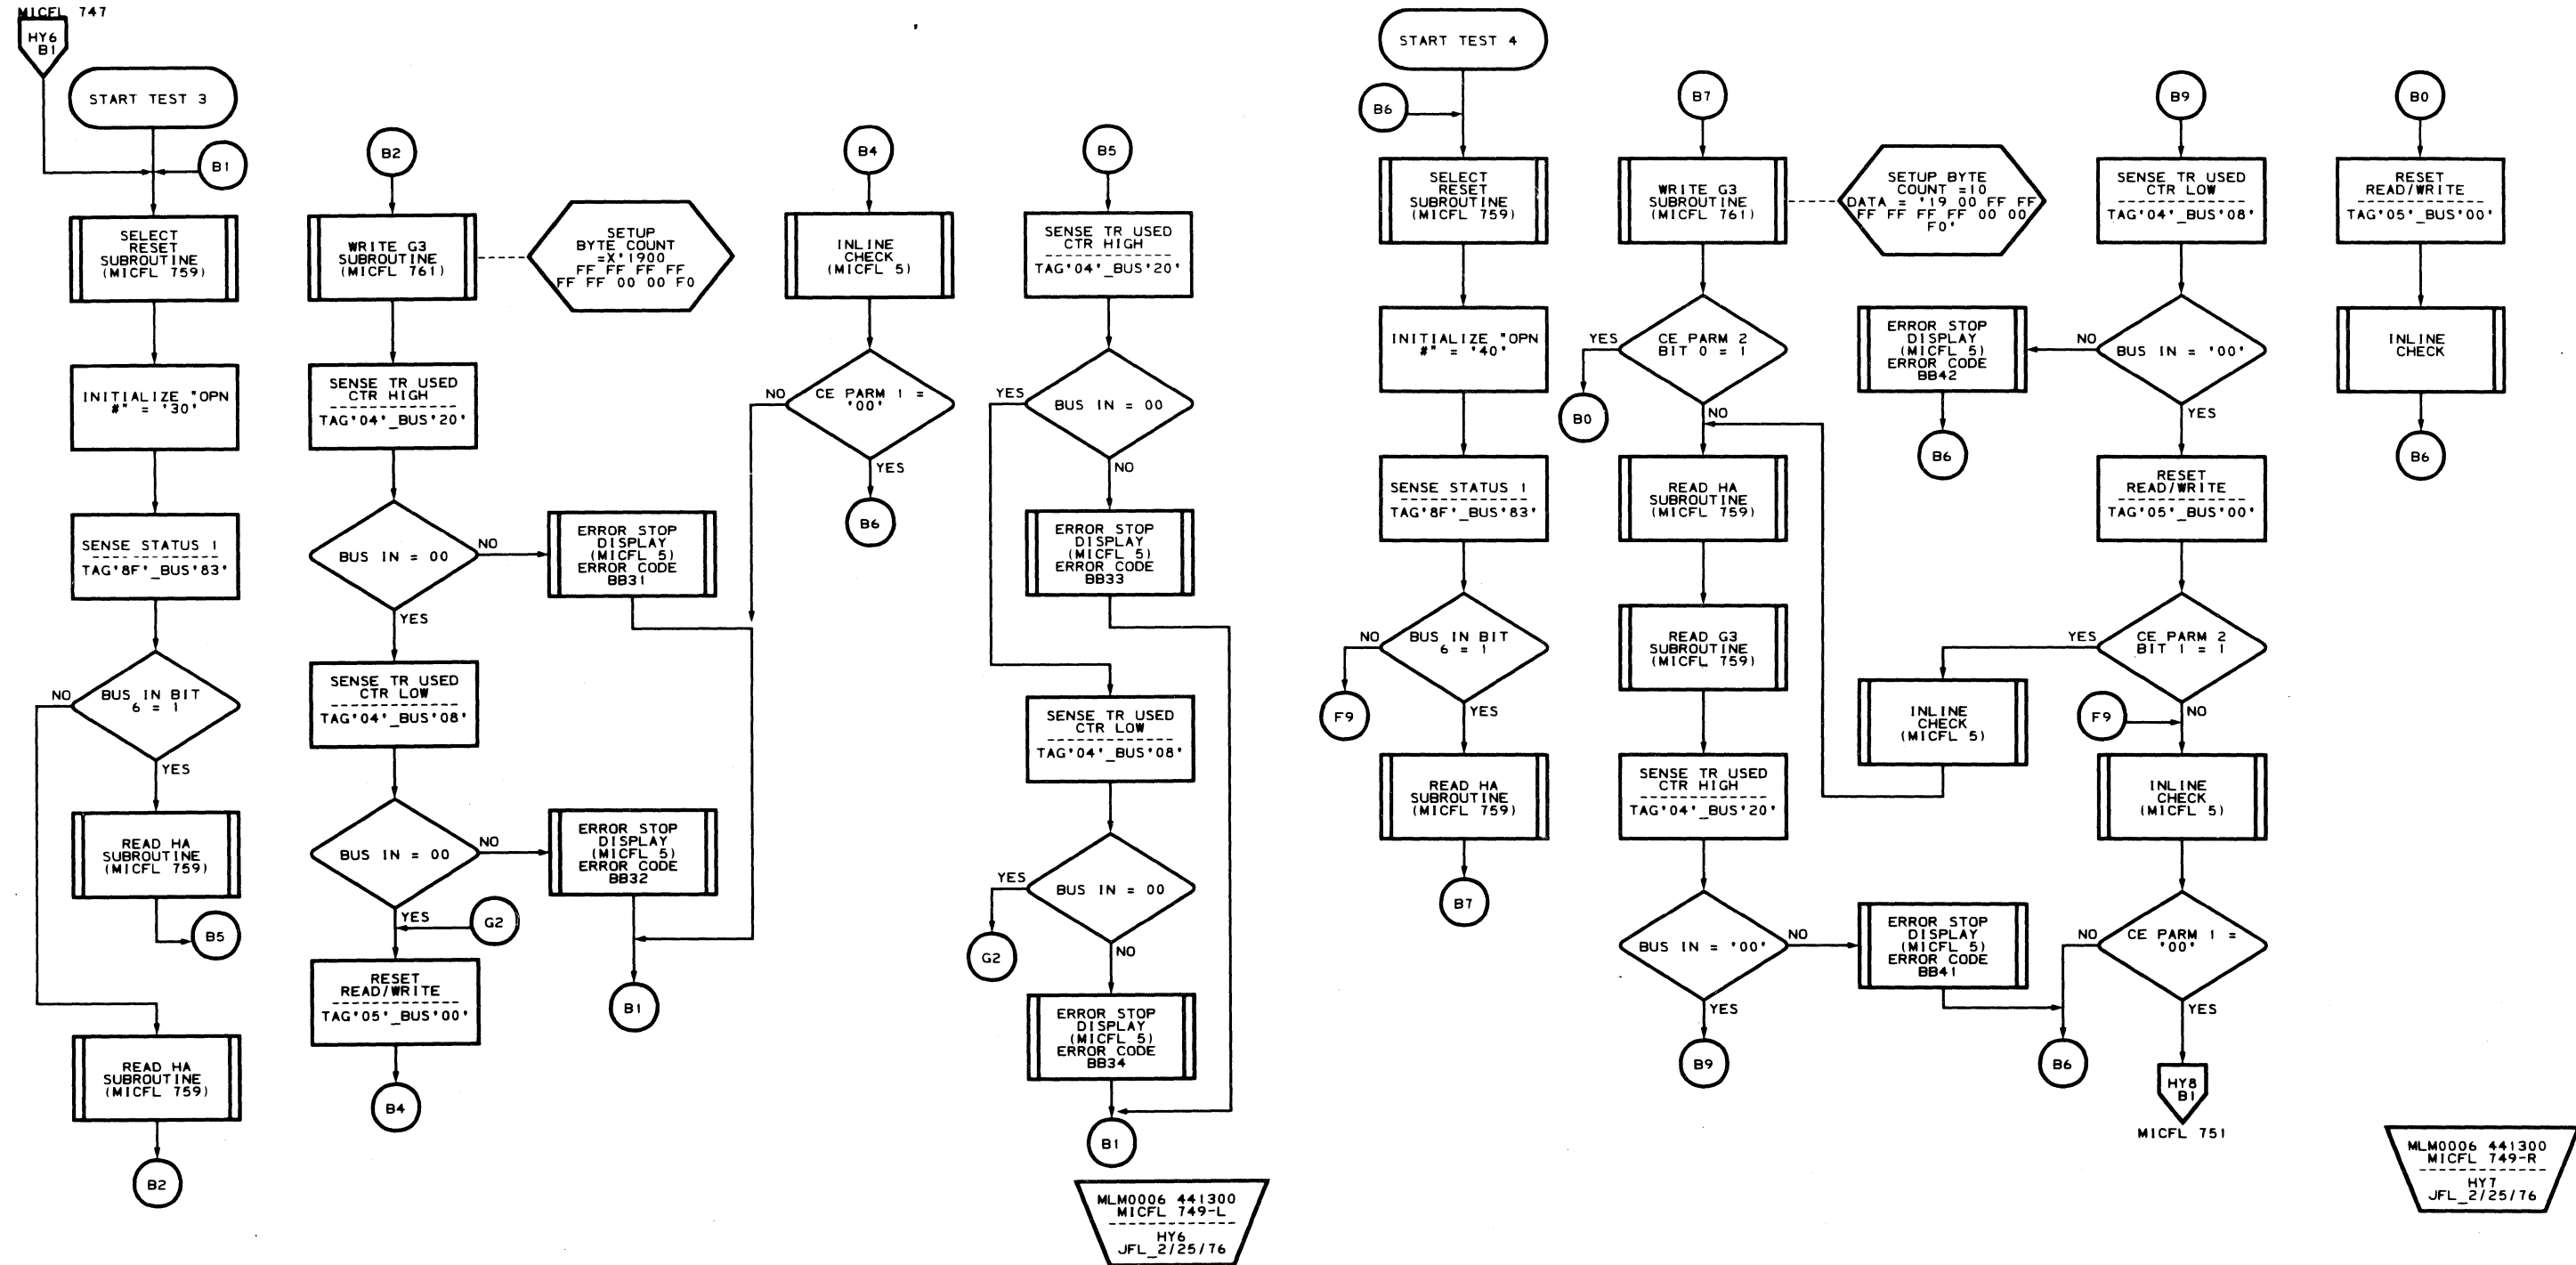 MICFL 747
HY6
B1
START TEST 3
B1
SELECT
RESET
SUBROUTINE
(MICFL 759)
INITIALIZE "OPN
#" = '30'
SENSE STATUS 1
TAG'8F'_BUS'83'
BUS IN BIT
6 = 1
NO
YES
READ HA
SUBROUTINE
(MICFL 759)
B5
READ HA
SUBROUTINE
(MICFL 759)
B2
B2
WRITE G3
SUBROUTINE
(MICFL 761)
SETUP
BYTE COUNT
=X'1900
FF FF FF FF
FF FF 00 00 F0
SENSE TR USED
CTR HIGH
TAG'04'_BUS'20'
BUS IN = 00
NO
ERROR STOP
DISPLAY
(MICFL 5)
ERROR CODE
BB31
YES
SENSE TR USED
CTR LOW
TAG'04'_BUS'08'
BUS IN = 00
NO
ERROR STOP
DISPLAY
(MICFL 5)
ERROR CODE
BB32
YES
G2
RESET
READ/WRITE
TAG'05'_BUS'00'
B4
B1
B4
INLINE
CHECK
(MICFL 5)
CE PARM 1 =
'00'
NO
YES
B6
B5
SENSE TR USED
CTR HIGH
TAG'04'_BUS'20'
BUS IN = 00
YES
NO
ERROR STOP
DISPLAY
(MICFL 5)
ERROR CODE
BB33
SENSE TR USED
CTR LOW
TAG'04'_BUS'08'
BUS IN = 00
YES
G2
NO
ERROR STOP
DISPLAY
(MICFL 5)
ERROR CODE
BB34
B1
MLM0006 441300
MICFL 749-L
HY6
JFL_2/25/76
START TEST 4
B6
SELECT
RESET
SUBROUTINE
(MICFL 759)
INITIALIZE "OPN
#" = '40'
SENSE STATUS 1
TAG'8F'_BUS'83'
BUS IN BIT
6 = 1
NO
F9
YES
READ HA
SUBROUTINE
(MICFL 759)
B7
B7
WRITE G3
SUBROUTINE
(MICFL 761)
SETUP BYTE
COUNT =10
DATA = '19 00 FF FF
FF FF FF FF 00 00
F0'
CE PARM 2
BIT 0 = 1
YES
B0
NO
READ HA
SUBROUTINE
(MICFL 759)
READ G3
SUBROUTINE
(MICFL 759)
SENSE TR USED
CTR HIGH
TAG'04'_BUS'20'
BUS IN = '00'
NO
ERROR STOP
DISPLAY
(MICFL 5)
ERROR CODE
BB41
YES
B9
B9
SENSE TR USED
CTR LOW
TAG'04'_BUS'08'
BUS IN = '00'
NO
ERROR STOP
DISPLAY
(MICFL 5)
ERROR CODE
BB42
B6
YES
RESET
READ/WRITE
TAG'05'_BUS'00'
CE PARM 2
BIT 1 = 1
YES
INLINE
CHECK
(MICFL 5)
NO
F9
INLINE
CHECK
(MICFL 5)
CE PARM 1 =
'00'
NO
B6
YES
HY8
B1
MICFL 751
B0
RESET
READ/WRITE
TAG'05'_BUS'00'
INLINE
CHECK
B6
MLM0006 441300
MICFL 749-R
HY7
JFL_2/25/76